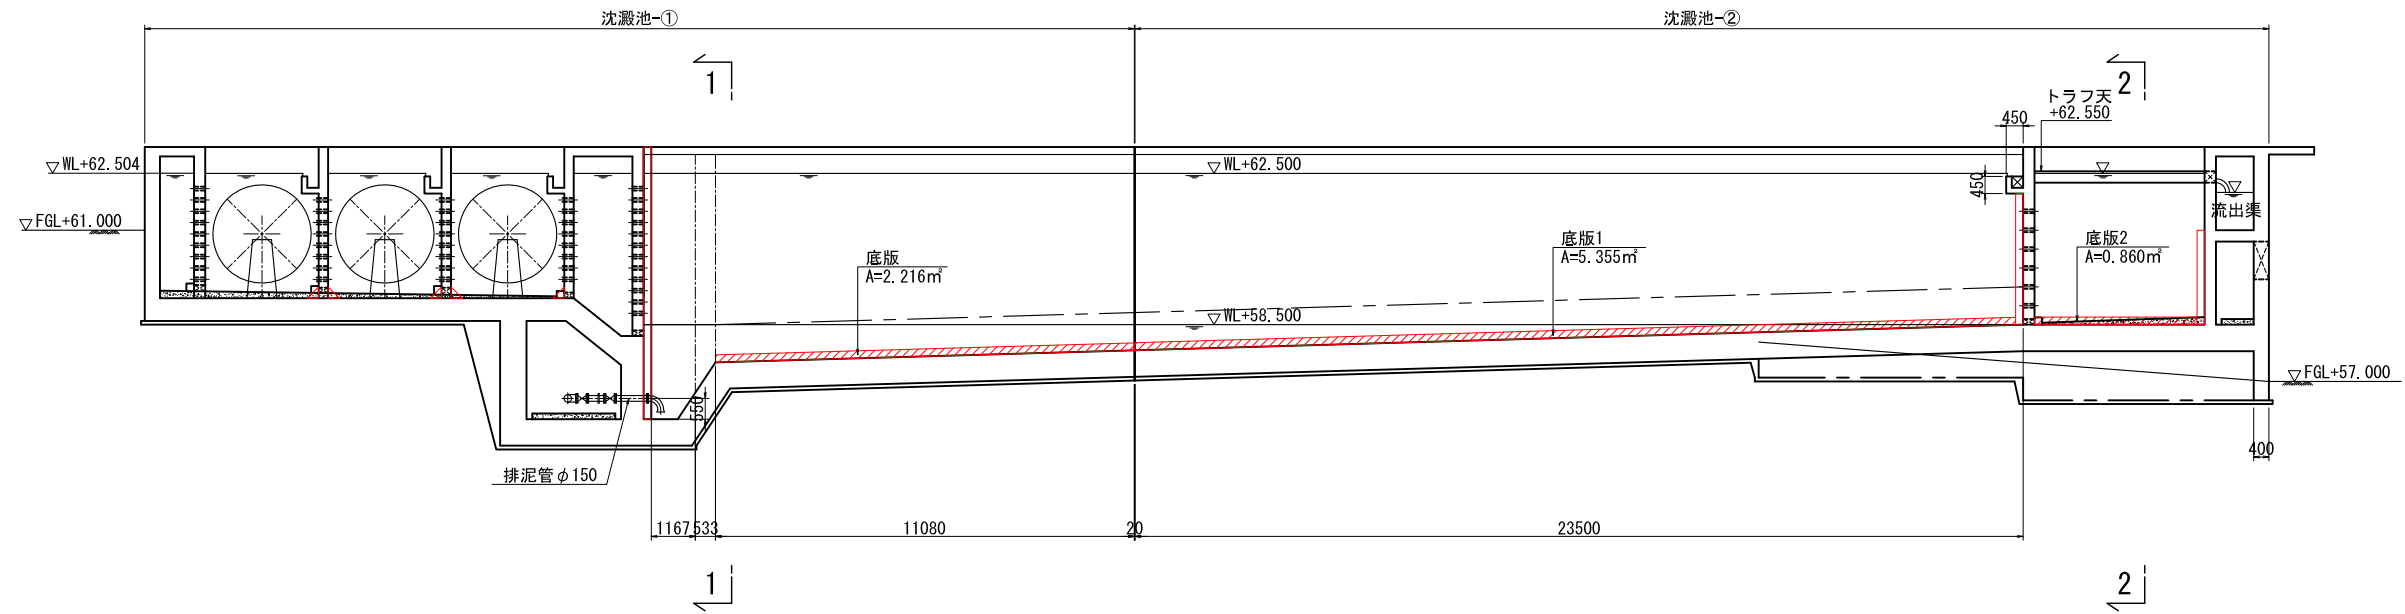 沈澱池-① 沈澱池-②
1 2
トラフ天
+62.550
450
WL+62.504 WL+62.500
450
FGL+61.000
流出渠
底版
A=2.216㎡
底版1
A=5.355㎡
底版2
A=0.860㎡
WL+58.500
FGL+57.000
550
排泥管φ150
400
1167 533 11080 20 23500
1 2